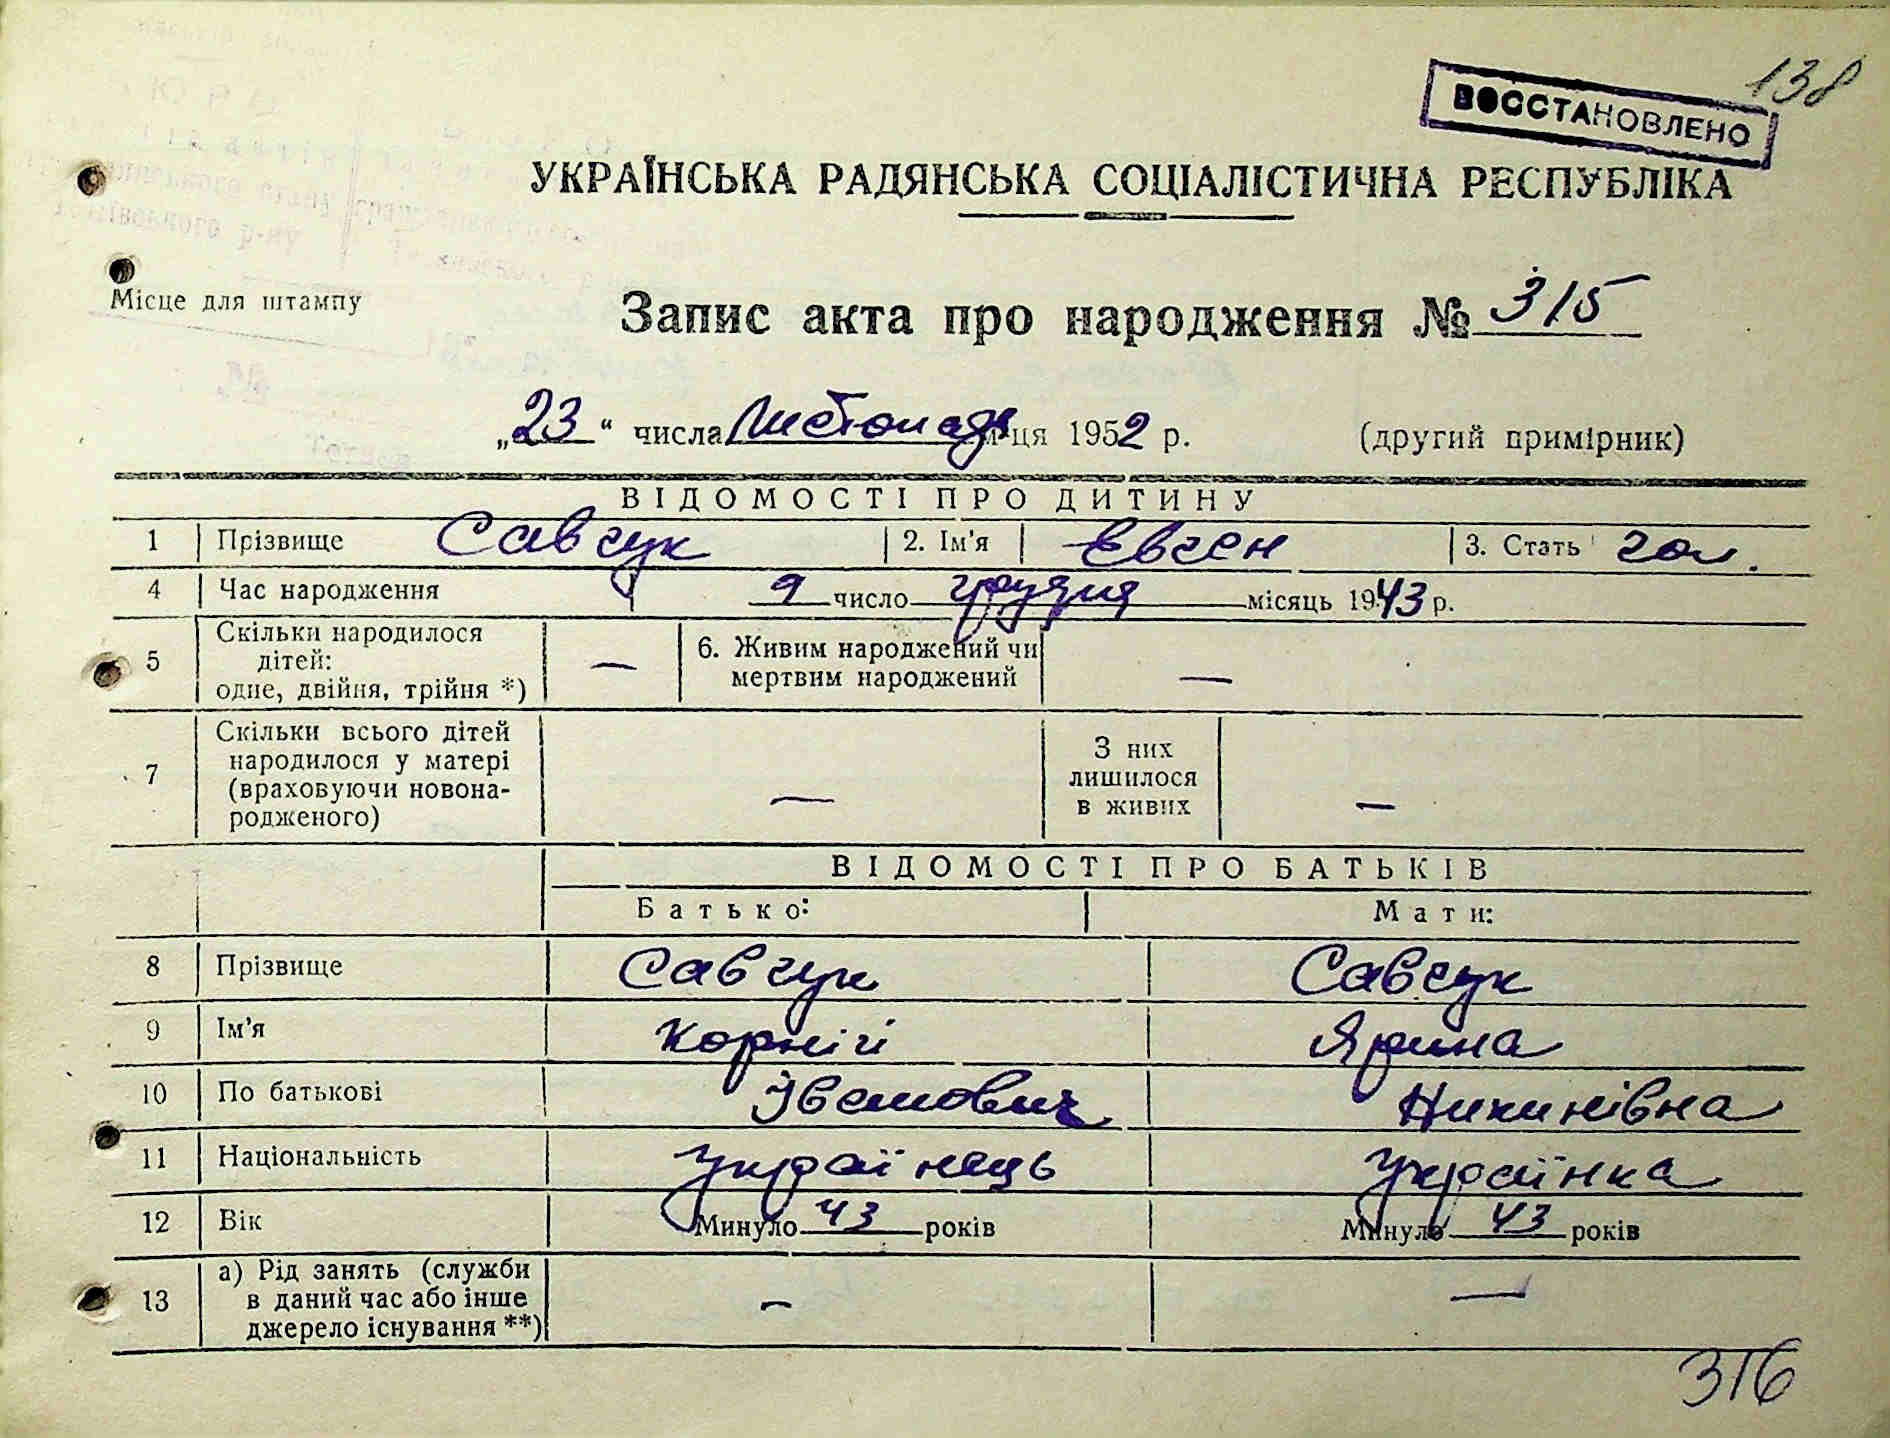 138
ВОССТАНОВЛЕНО
УКРАЇНСЬКА РАДЯНСЬКА СОЦІАЛІСТИЧНА РЕСПУБЛІКА
Місце для штампу
Запис акта про народження № 315
„23“ числа Листопада м-ця 1952 р. (другий примірник)
ВІДОМОСТІ ПРО ДИТИНУ
1 Прізвище Савчук 2. Ім'я Євген 3. Стать чол.
4 Час народження 9 число грудня місяць 1943 р.
5 Скільки народилося дітей: одне, двійня, трійня *) — 6. Живим народжений чи мертвим народжений —
7 Скільки всього дітей народилося у матері (враховуючи новонародженого) — З них лишилося в живих —
ВІДОМОСТІ ПРО БАТЬКІВ
Батько: Мати:
8 Прізвище Савчук Савчук
9 Ім'я Корній Ярина
10 По батькові Іванович Никинівна
11 Національність Українець Українка
12 Вік Минуло 43 років Минуло 43 років
13 а) Рід занять (служби в даний час або інше джерело існування **) — —
316